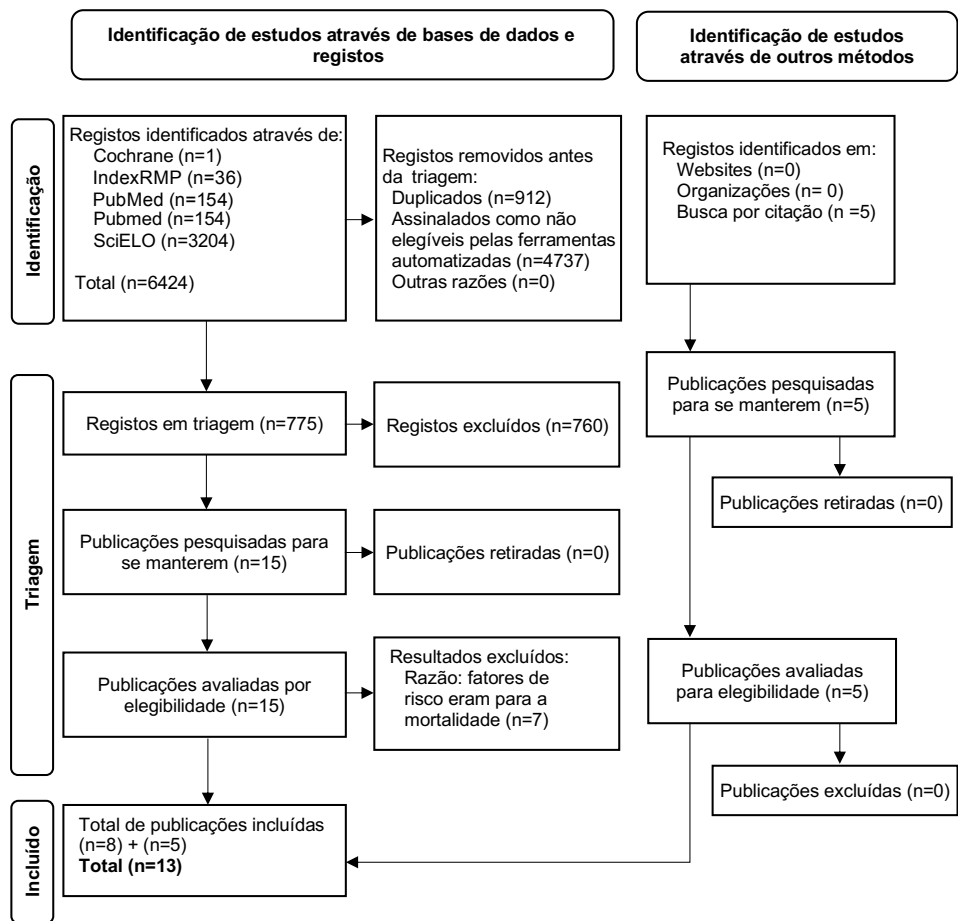 Identificação de estudos através de bases de dados e
registos
Identificação de estudos
através de outros métodos
Identificação
Registos identificados através de:
Cochrane (n=1)
IndexRMP (n=36)
PubMed (n=154)
Pubmed (n=154)
SciELO (n=3204)
Total (n=6424)
Registos removidos antes
da triagem:
Duplicados (n=912)
Assinalados como não
elegíveis pelas ferramentas
automatizadas (n=4737)
Outras razões (n=0)
Registos identificados em:
Websites (n=0)
Organizações (n= 0)
Busca por citação (n =5)
Triagem
Registos em triagem (n=775)
Registos excluídos (n=760)
Publicações pesquisadas
para se manterem (n=5)
Publicações retiradas (n=0)
Publicações pesquisadas para
se manterem (n=15)
Publicações retiradas (n=0)
Publicações avaliadas por
elegibilidade (n=15)
Resultados excluídos:
Razão: fatores de
risco eram para a
mortalidade (n=7)
Publicações avaliadas
para elegibilidade (n=5)
Publicações excluídas (n=0)
Incluído
Total de publicações incluídas
(n=8) + (n=5)
Total (n=13)